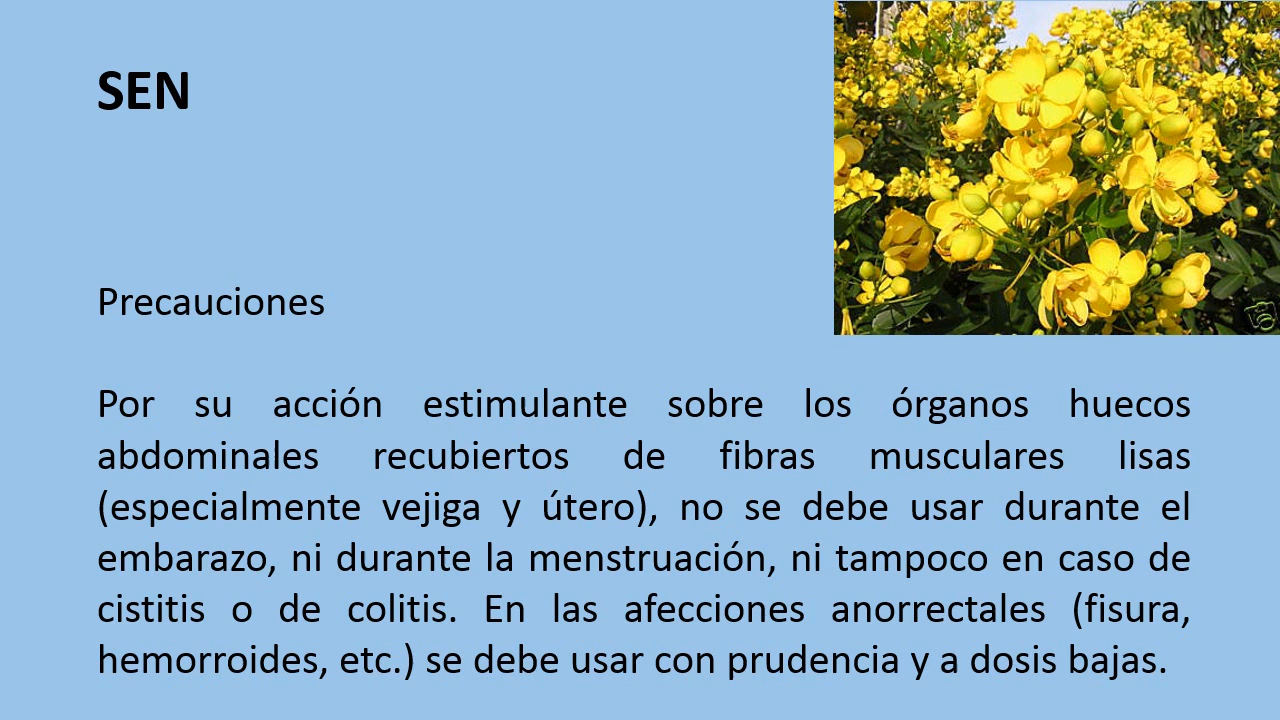 SEN
Precauciones
Por su acción estimulante sobre los órganos huecos
abdominales recubiertos de fibras musculares lisas
(especialmente vejiga y útero), no se debe usar durante el
embarazo, ni durante la menstruación, ni tampoco en caso de
cistitis o de colitis. En las afecciones anorrectales (fisura,
hemorroides, etc.) se debe usar con prudencia y a dosis bajas.